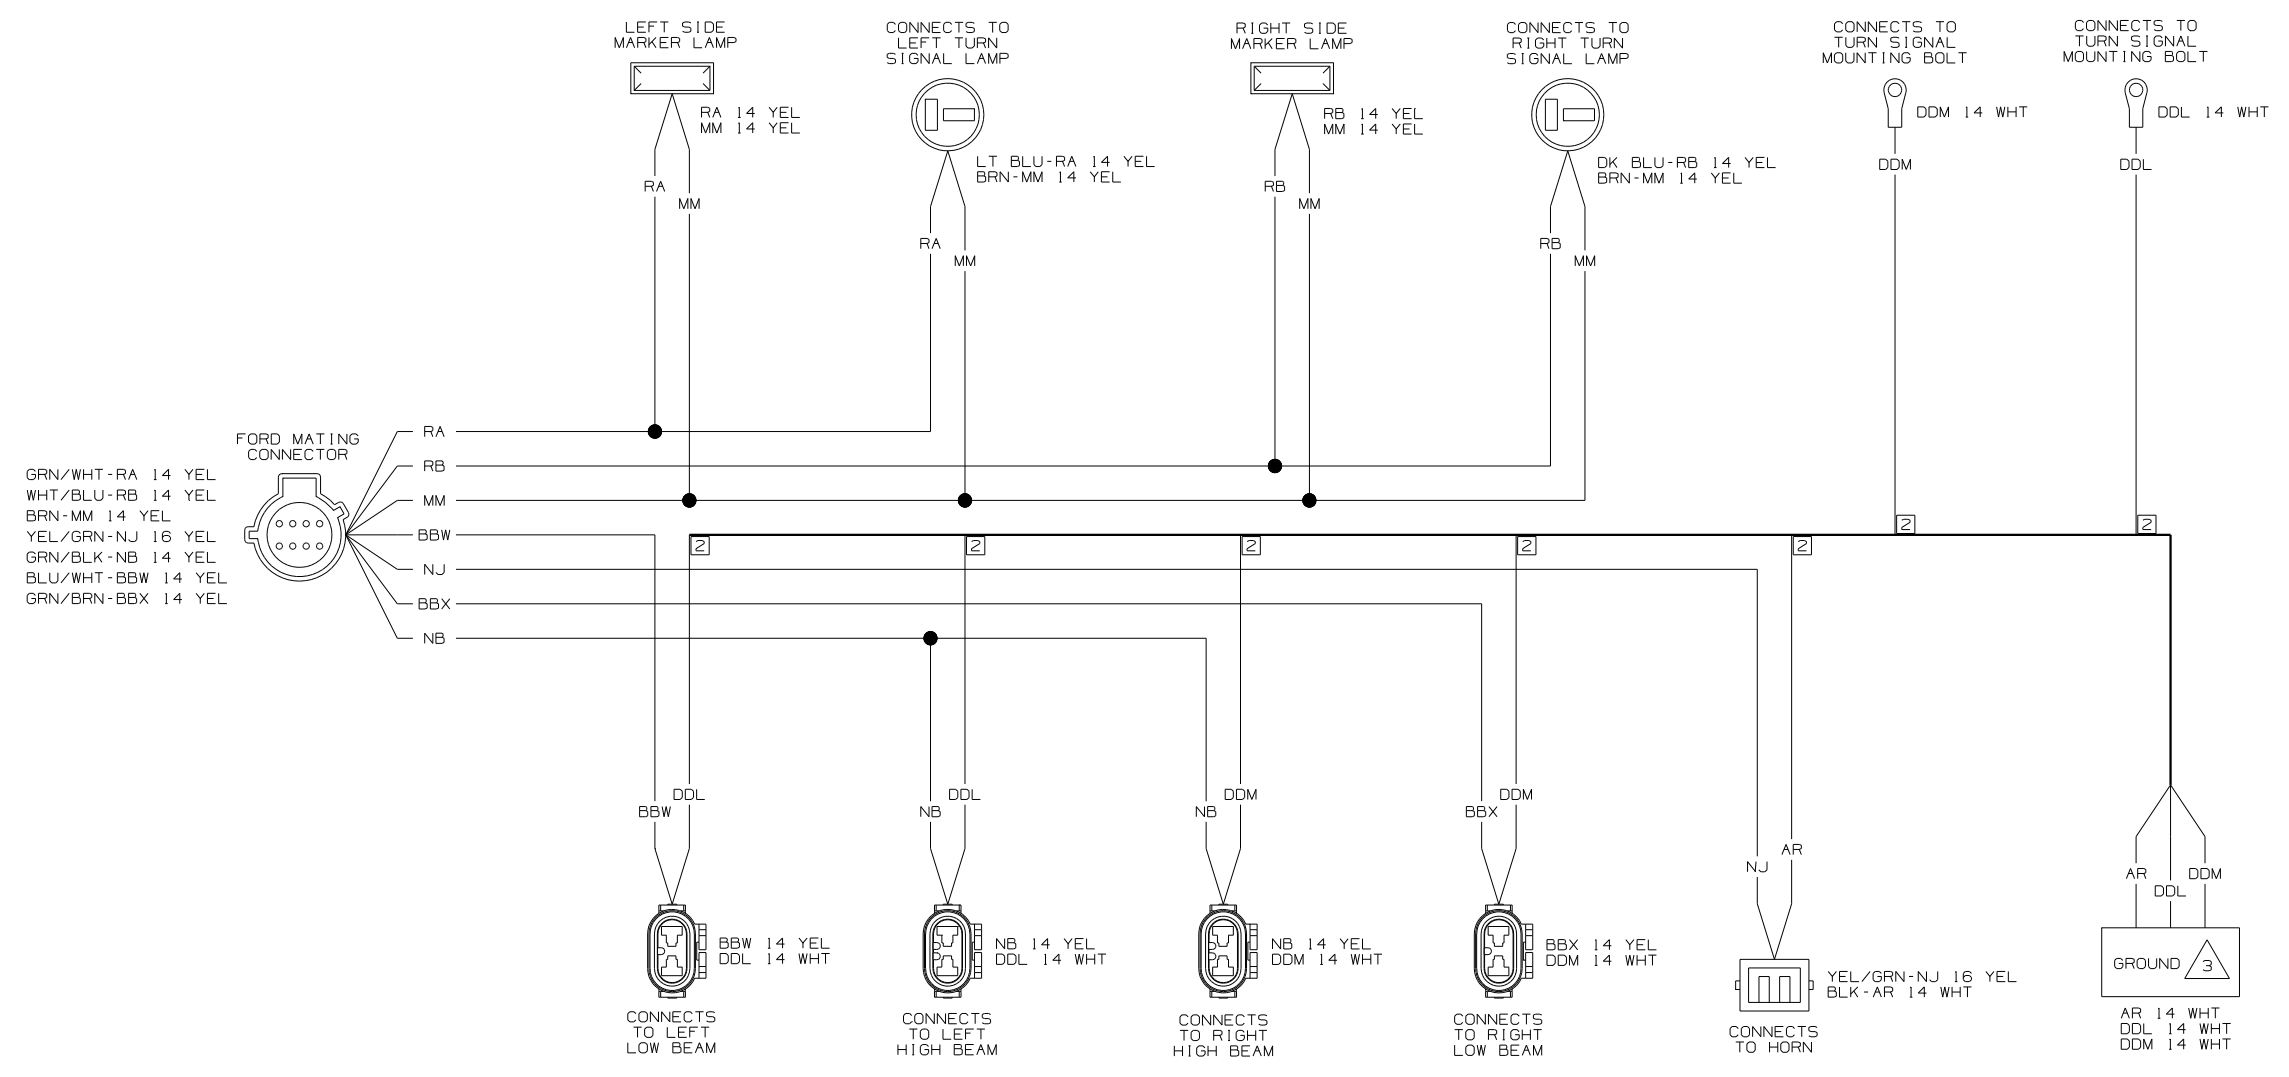 LEFT SIDE
MARKER LAMP
RA 14 YEL
MM 14 YEL
RA
MM
CONNECTS TO
LEFT TURN
SIGNAL LAMP
LT BLU-RA 14 YEL
BRN-MM 14 YEL
RA
MM
RIGHT SIDE
MARKER LAMP
RB 14 YEL
MM 14 YEL
RB
MM
CONNECTS TO
RIGHT TURN
SIGNAL LAMP
DK BLU-RB 14 YEL
BRN-MM 14 YEL
RB
MM
CONNECTS TO
TURN SIGNAL
MOUNTING BOLT
DDM 14 WHT
DDM
CONNECTS TO
TURN SIGNAL
MOUNTING BOLT
DDL 14 WHT
DDL
FORD MATING
CONNECTOR
GRN/WHT-RA 14 YEL
WHT/BLU-RB 14 YEL
BRN-MM 14 YEL
YEL/GRN-NJ 16 YEL
GRN/BLK-NB 14 YEL
BLU/WHT-BBW 14 YEL
GRN/BRN-BBX 14 YEL
RA
RB
MM
BBW
NJ
BBX
NB
2
2
2
2
2
2
2
DDL
BBW
BBW 14 YEL
DDL 14 WHT
CONNECTS
TO LEFT
LOW BEAM
DDL
NB
NB 14 YEL
DDL 14 WHT
CONNECTS
TO LEFT
HIGH BEAM
DDM
NB
NB 14 YEL
DDM 14 WHT
CONNECTS
TO RIGHT
HIGH BEAM
DDM
BBX
BBX 14 YEL
DDM 14 WHT
CONNECTS
TO RIGHT
LOW BEAM
AR
NJ
YEL/GRN-NJ 16 YEL
BLK-AR 14 WHT
CONNECTS
TO HORN
AR
DDL
DDM
GROUND 3
AR 14 WHT
DDL 14 WHT
DDM 14 WHT